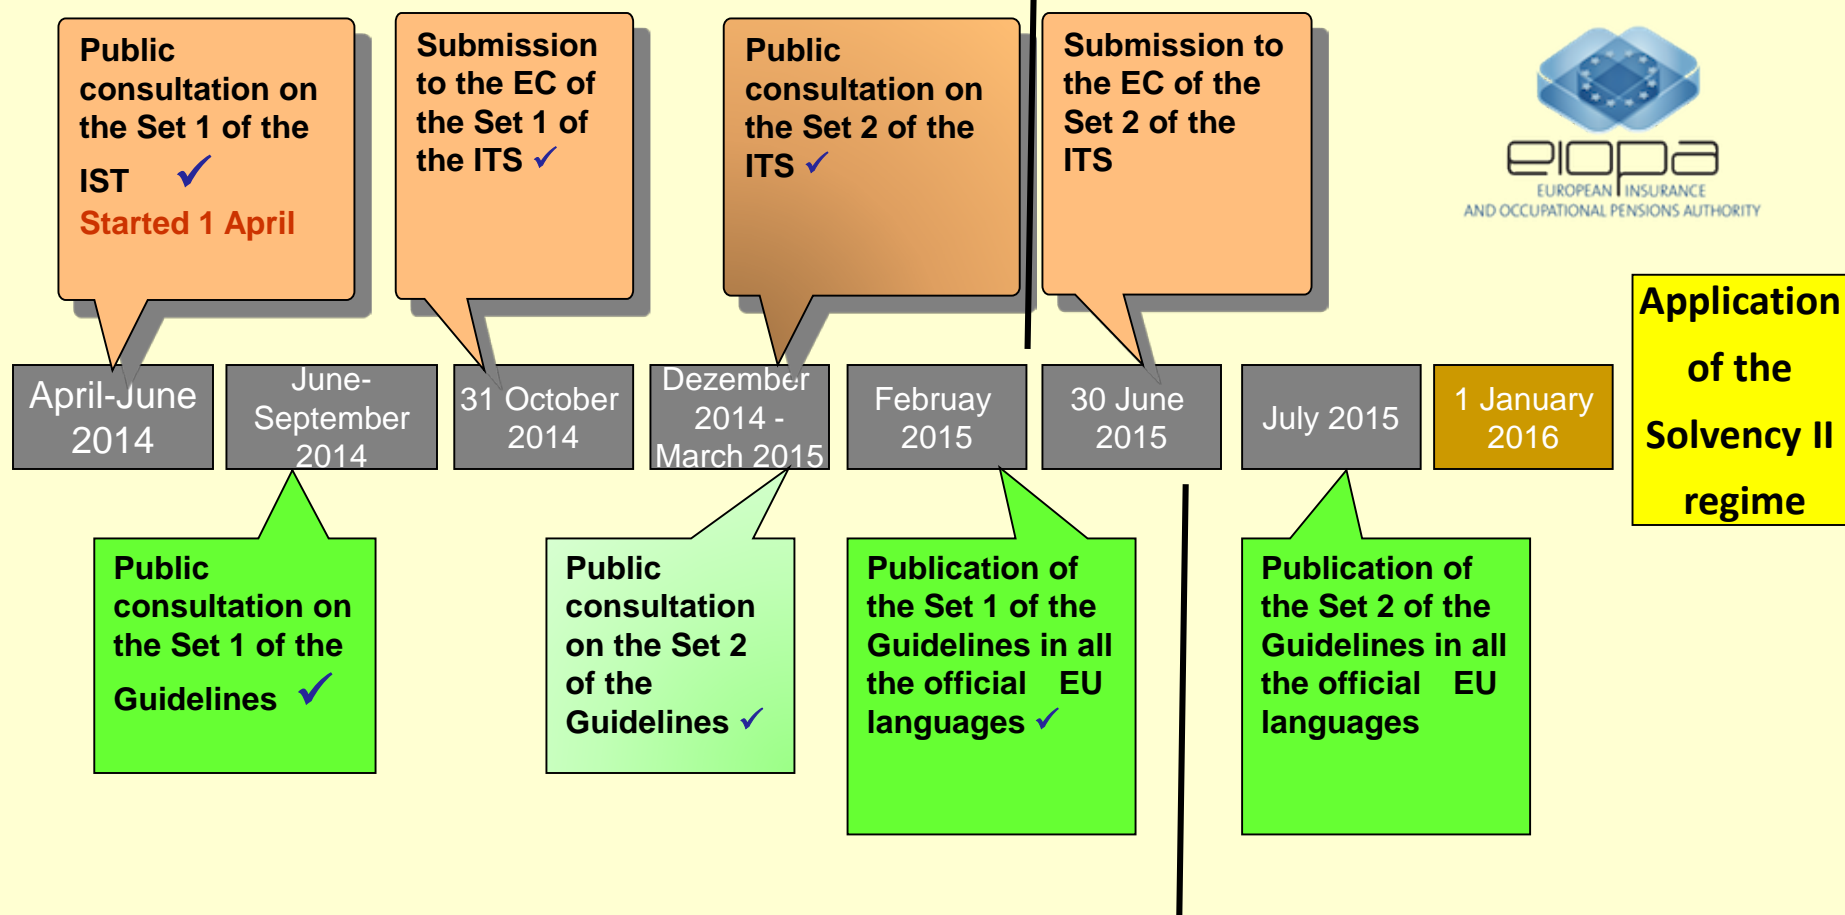 Public
consultation on
the Set 1 of the
IST ✓
Started 1 April
Submission
to the EC of
the Set 1 of
the ITS ✓
Public
consultation on
the Set 2 of the
ITS ✓
Submission to
the EC of the
Set 2 of the
ITS
eiopa
EUROPEAN INSURANCE
AND OCCUPATIONAL PENSIONS AUTHORITY
April-June
2014
June-
September
2014
31 October
2014
Dezember
2014 -
March 2015
Februay
2015
30 June
2015
July 2015
1 January
2016
Application
of the
Solvency II
regime
Public
consultation on
the Set 1 of the
Guidelines ✓
Public
consultation
on the Set 2
of the
Guidelines ✓
Publication of
the Set 1 of the
Guidelines in all
the official EU
languages ✓
Publication of
the Set 2 of the
Guidelines in all
the official EU
languages